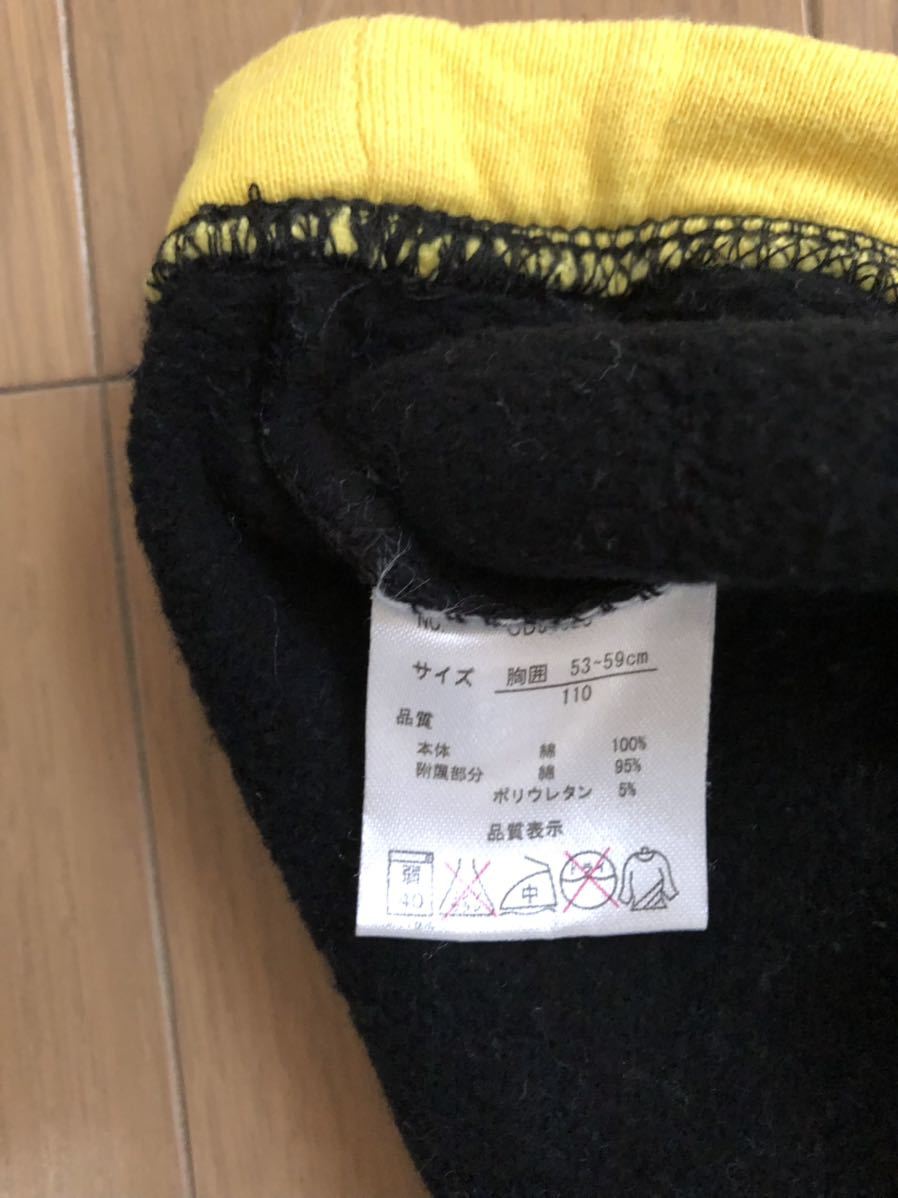 サイズ 胸囲 53~59cm
110
品質
本体 綿 100%
附属部分 綿 95%
ポリウレタン 5%
品質表示
弱
40
中